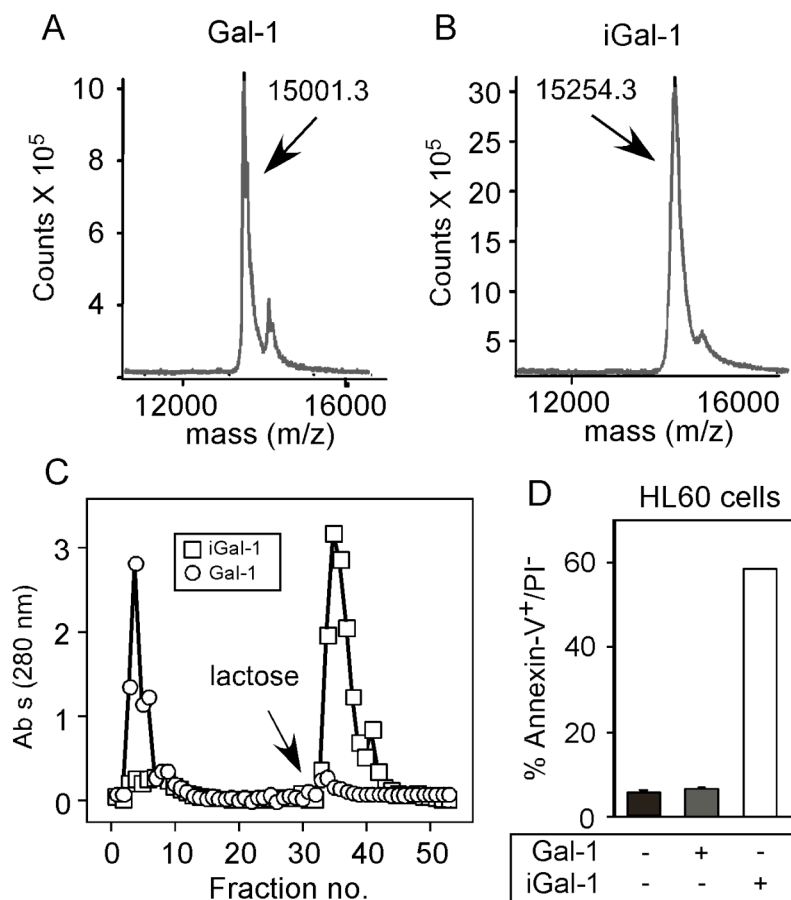 A
Gal-1
Counts X 10⁵
10
8
6
4
15001.3
12000 16000
mass (m/z)
B
iGal-1
Counts X 10⁵
30
25
20
15
10
5
15254.3
12000 16000
mass (m/z)
C
Ab s (280 nm)
3
2
1
0
iGal-1
Gal-1
lactose
0 10 20 30 40 50
Fraction no.
D
HL60 cells
% Annexin-V⁺/PI⁻
60
40
20
0
Gal-1 - + -
iGal-1 - - +